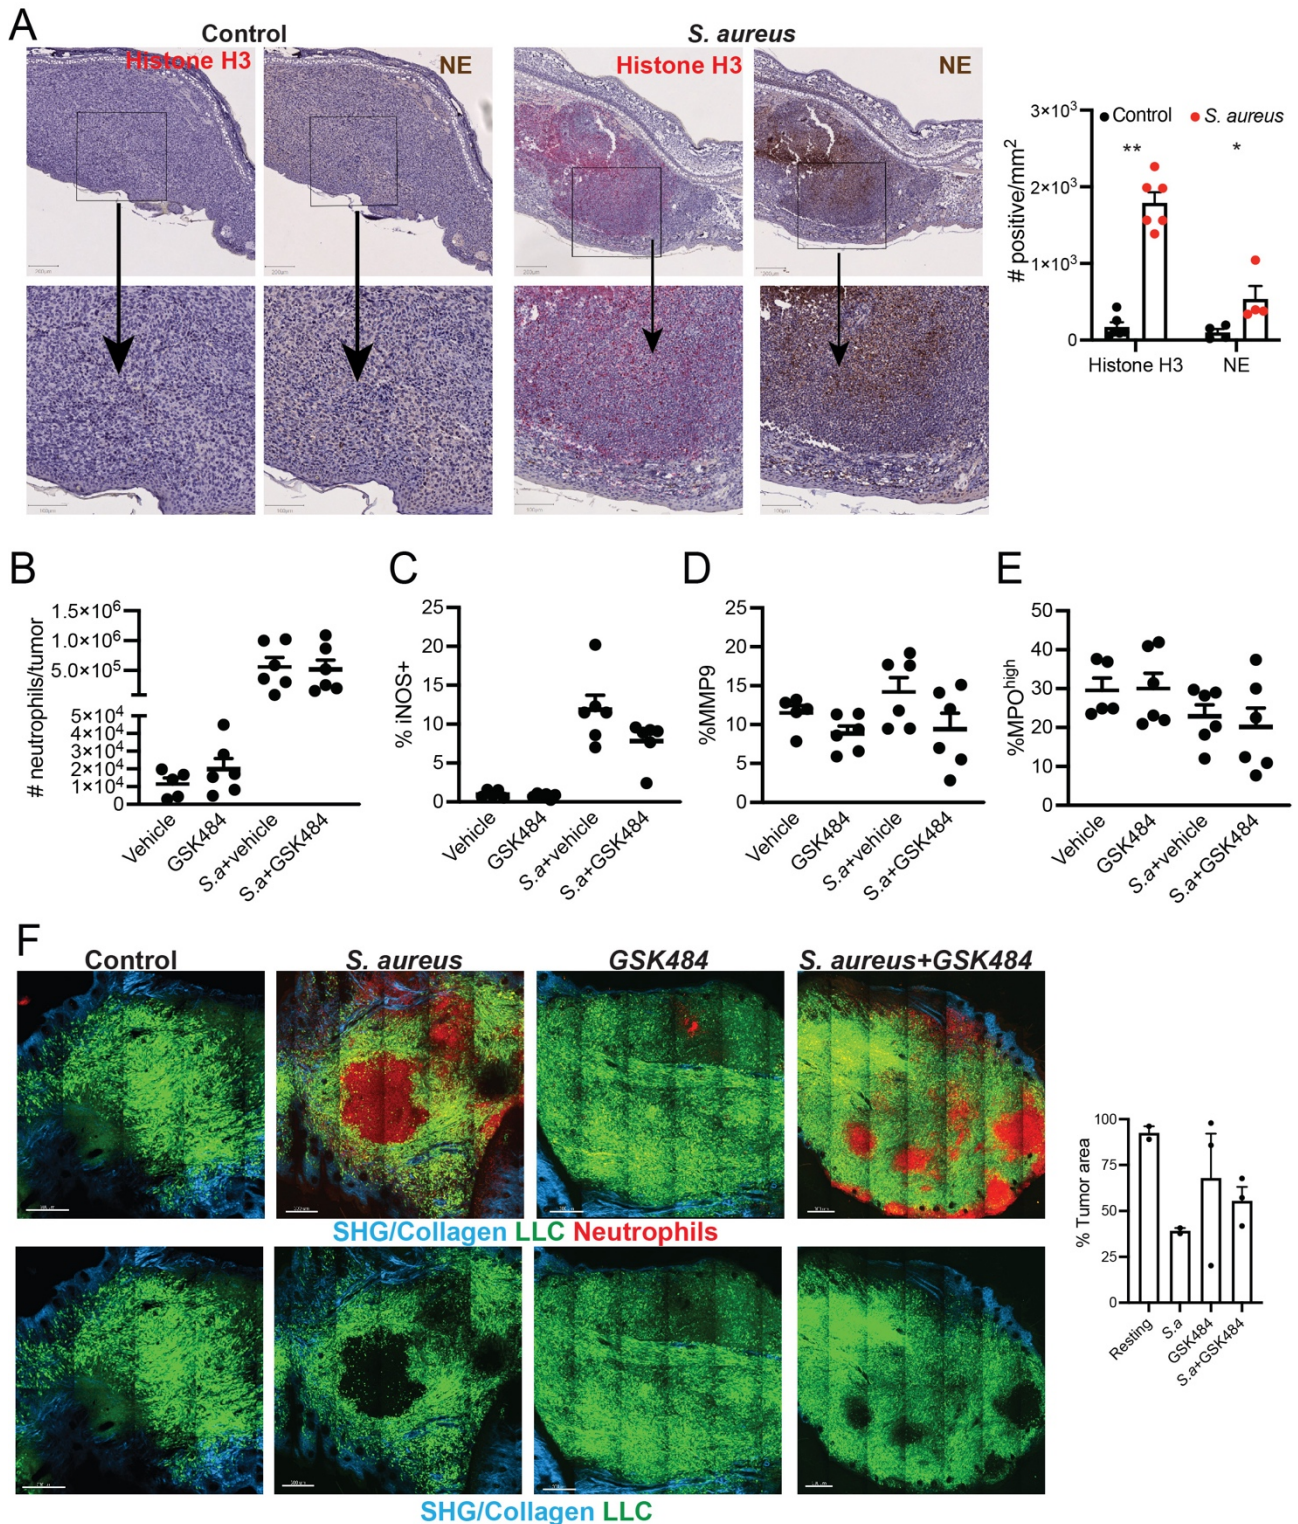 A
Control
S. aureus
Histone H3
NE
Histone H3
NE
200µm
# positive/mm²
3×10³
2×10³
1×10³
0
Control
S. aureus
**
*
Histone H3
NE
B
# neutrophils/tumor
1.5×10⁶
1.0×10⁶
5.0×10⁵
5×10⁴
4×10⁴
3×10⁴
2×10⁴
1×10⁴
0
Vehicle
GSK484
S.a+vehicle
S.a+GSK484
C
% iNOS+
25
20
15
10
5
0
Vehicle
GSK484
S.a+vehicle
S.a+GSK484
D
%MMP9
25
20
15
10
5
0
Vehicle
GSK484
S.a+vehicle
S.a+GSK484
E
%MPOhigh
50
40
30
20
10
0
Vehicle
GSK484
S.a+vehicle
S.a+GSK484
F
Control
S. aureus
GSK484
S. aureus+GSK484
SHG/Collagen LLC Neutrophils
SHG/Collagen LLC
% Tumor area
100
75
50
25
0
Resting
S.a
GSK484
S.a+GSK484